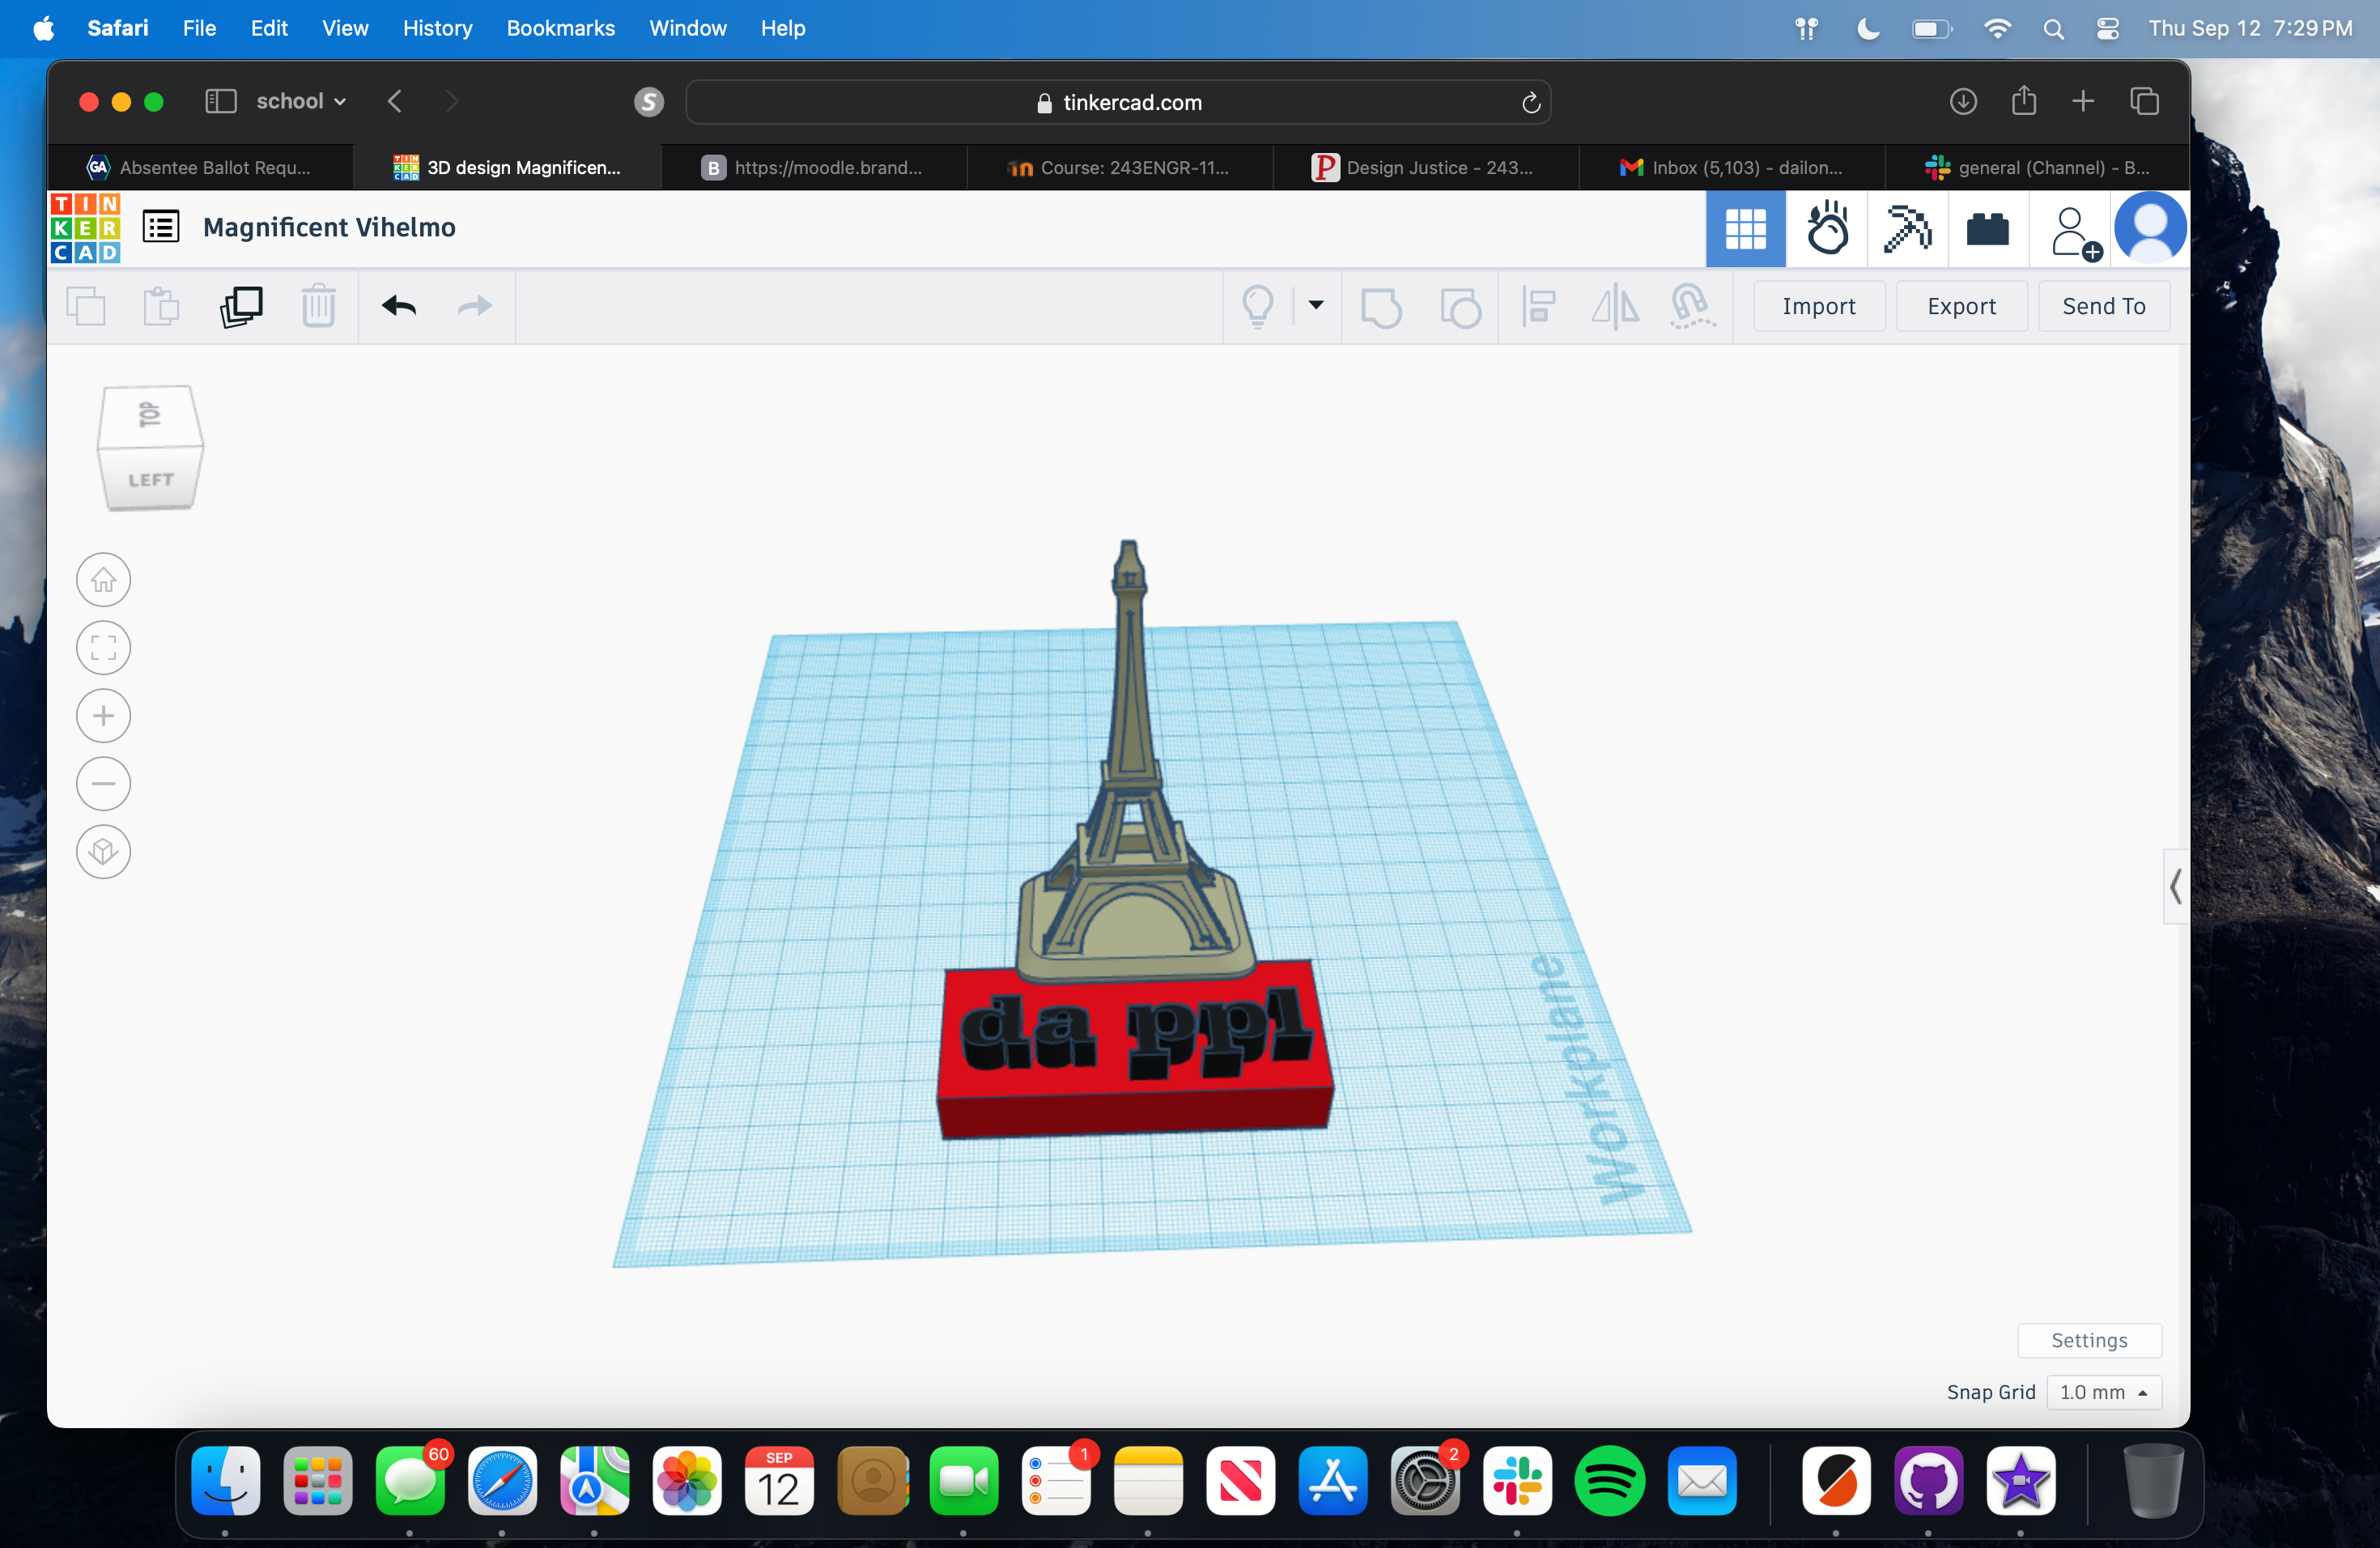 Safari File Edit View History Bookmarks Window Help Thu Sep 12 7:29 PM
school S tinkercad.com
GA Absentee Ballot Requ... 3D design Magnificen... B https://moodle.brand... Course: 243ENGR-11... P Design Justice - 243... Inbox (5,103) - dailon... general (Channel) - B...
TIN
KER
CAD
Magnificent Vihelmo
Import Export Send To
TOP
LEFT
da ppl
Workplane
Settings
Snap Grid 1.0 mm
60 SEP 12 1 2